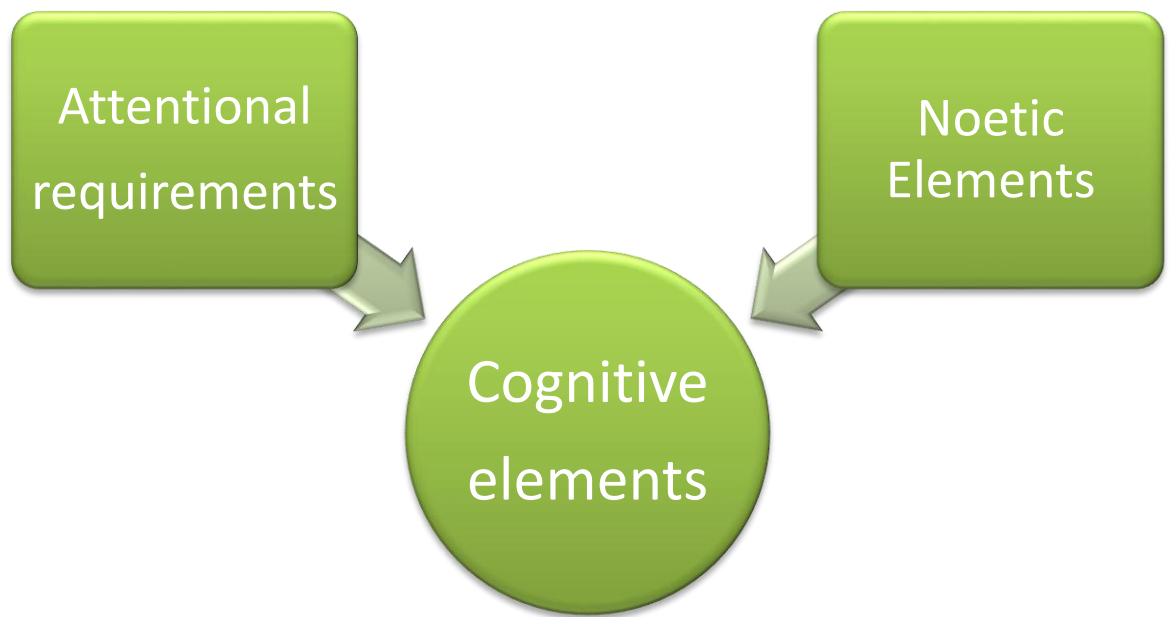 Attentional
requirements
Noetic
Elements
Cognitive
elements